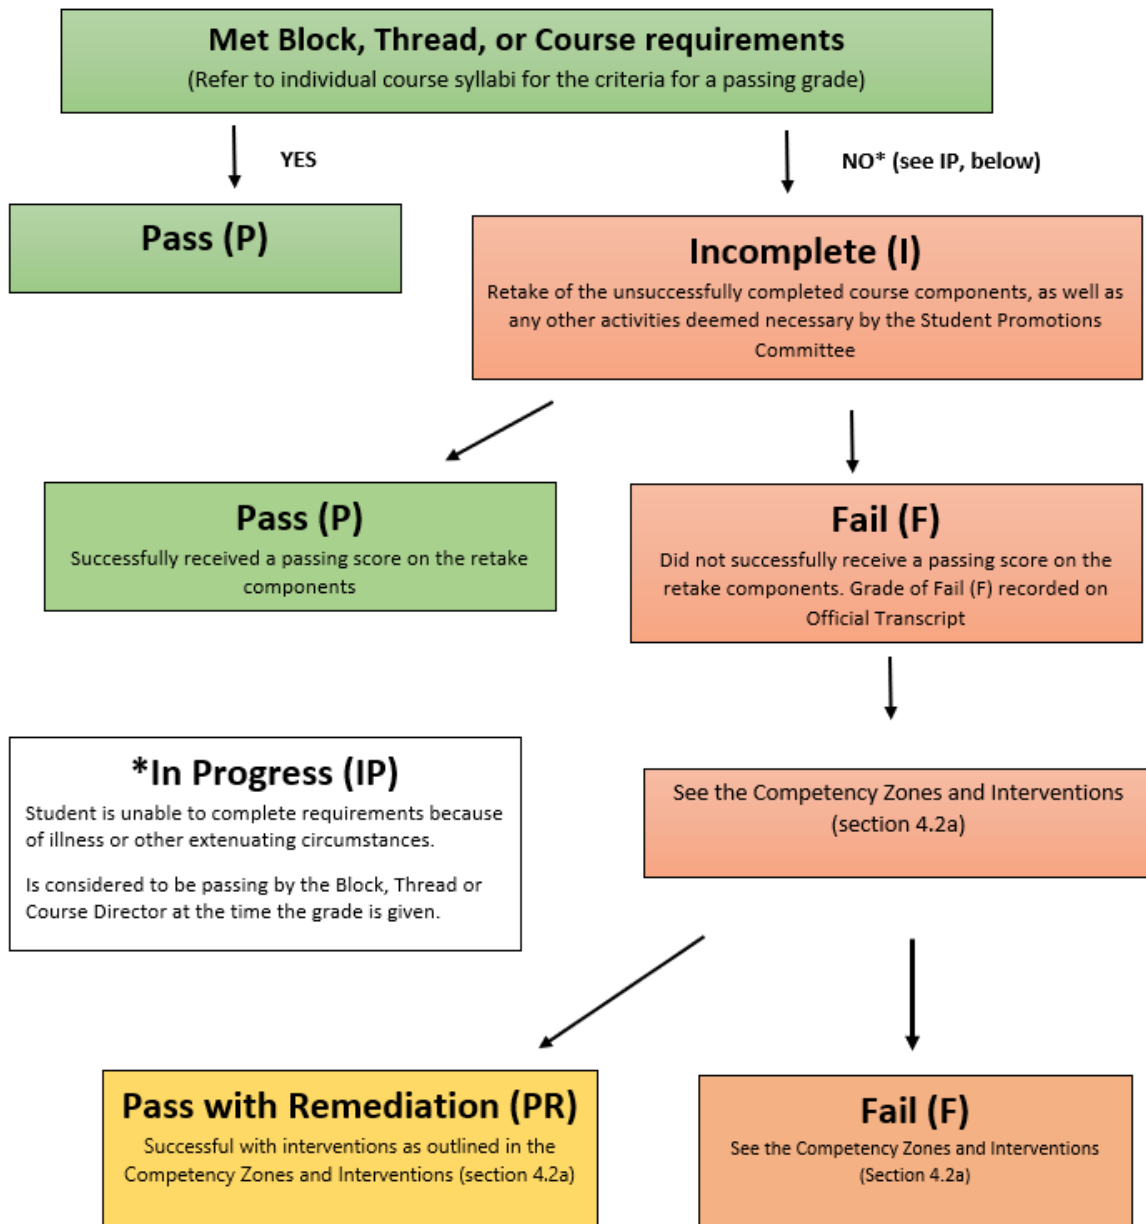 Met Block, Thread, or Course requirements
(Refer to individual course syllabi for the criteria for a passing grade)
YES
NO* (see IP, below)
Pass (P)
Incomplete (I)
Retake of the unsuccessfully completed course components, as well as
any other activities deemed necessary by the Student Promotions
Committee
Pass (P)
Successfully received a passing score on the retake
components
Fail (F)
Did not successfully receive a passing score on the
retake components. Grade of Fail (F) recorded on
Official Transcript
*In Progress (IP)
Student is unable to complete requirements because
of illness or other extenuating circumstances.
Is considered to be passing by the Block, Thread or
Course Director at the time the grade is given.
See the Competency Zones and Interventions
(section 4.2a)
Pass with Remediation (PR)
Successful with interventions as outlined in the
Competency Zones and Interventions (section 4.2a)
Fail (F)
See the Competency Zones and Interventions
(Section 4.2a)